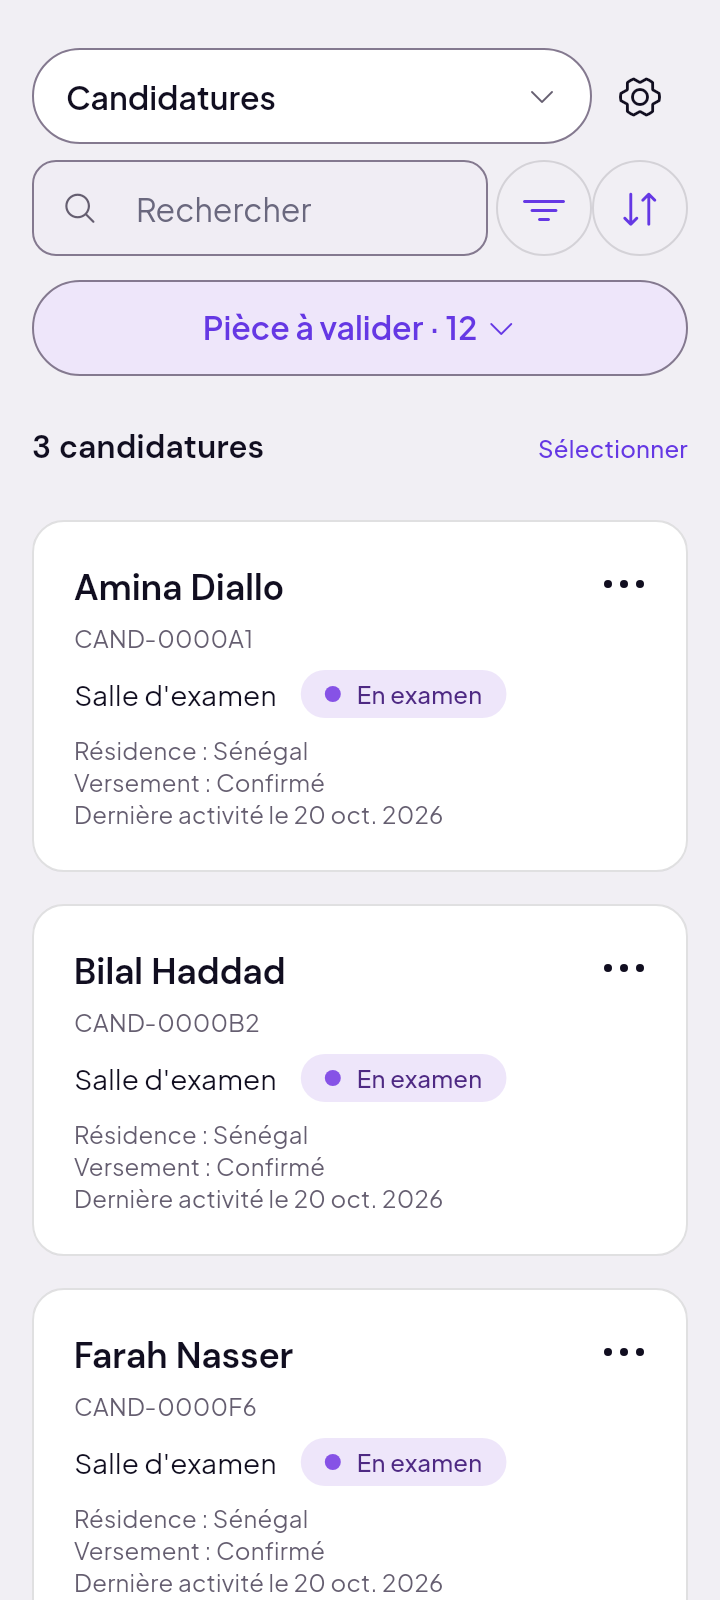 Candidatures
Rechercher
Pièce à valider · 12
3 candidatures
Sélectionner
Amina Diallo
CAND-0000A1
Salle d'examen
En examen
Résidence : Sénégal
Versement : Confirmé
Dernière activité le 20 oct. 2026
Bilal Haddad
CAND-0000B2
Salle d'examen
En examen
Résidence : Sénégal
Versement : Confirmé
Dernière activité le 20 oct. 2026
Farah Nasser
CAND-0000F6
Salle d'examen
En examen
Résidence : Sénégal
Versement : Confirmé
Dernière activité le 20 oct. 2026